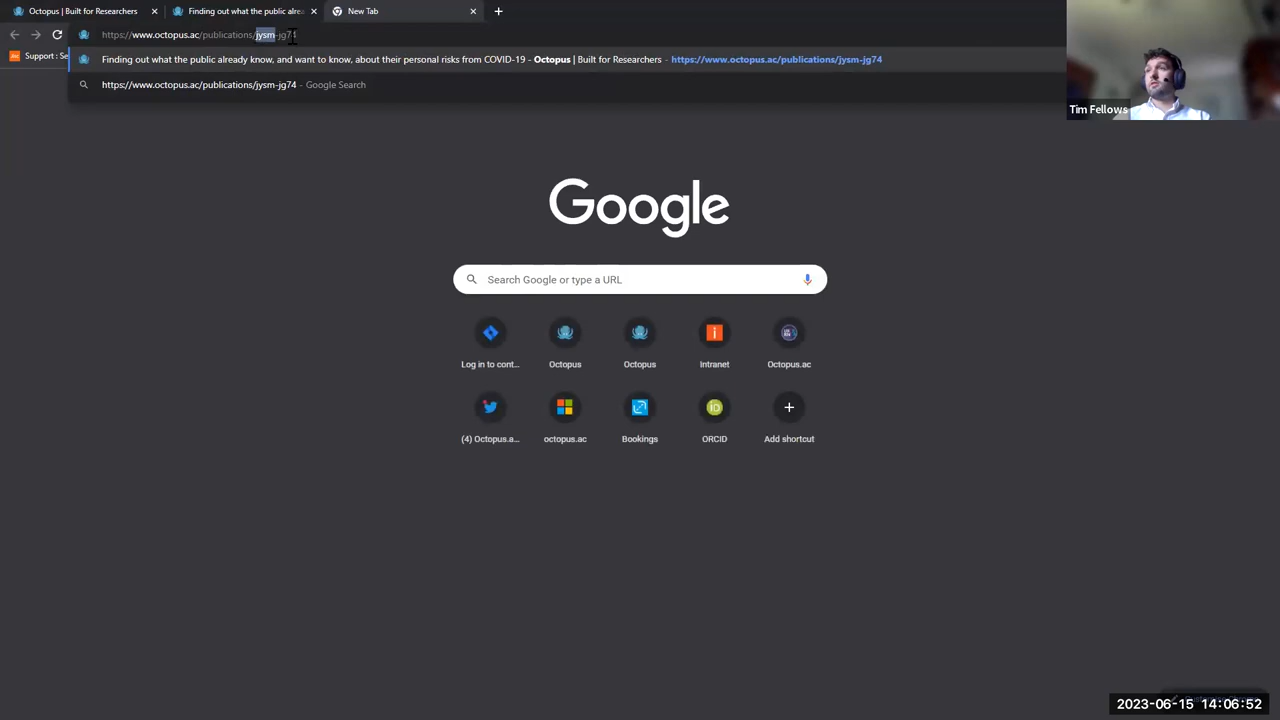 Octopus | Built for Researchers
Finding out what the public alre
New Tab
https://www.octopus.ac/publications/jysm-jg74
Support : Se
Finding out what the public already know, and want to know, about their personal risks from COVID-19 - Octopus | Built for Researchers - https://www.octopus.ac/publications/jysm-jg74
https://www.octopus.ac/publications/jysm-jg74 - Google Search
Tim Fellows
Google
Search Google or type a URL
Log in to cont...
Octopus
Octopus
Intranet
Octopus.ac
(4) Octopus.a...
octopus.ac
Bookings
ORCID
Add shortcut
2023-06-15 14:06:52